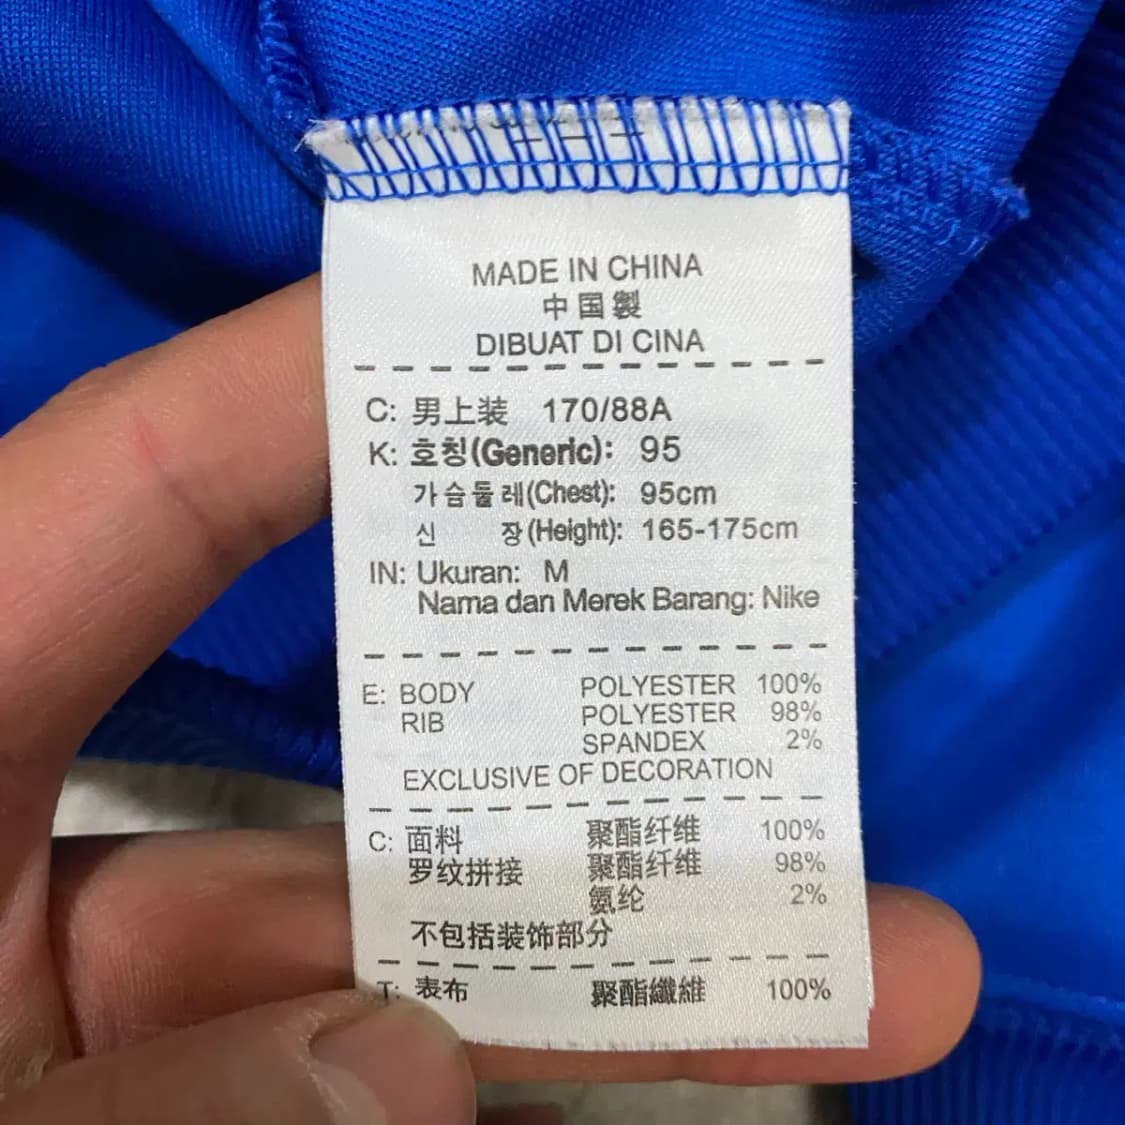 MADE IN CHINA
中国製
DIBUAT DI CINA
C: 男上装 170/88A
K: 호칭(Generic): 95
가슴둘레(Chest): 95cm
신 장(Height): 165-175cm
IN: Ukuran: M
Nama dan Merek Barang: Nike
E: BODY POLYESTER 100%
RIB POLYESTER 98%
SPANDEX 2%
EXCLUSIVE OF DECORATION
C: 面料 聚酯纤维 100%
罗纹拼接 聚酯纤维 98%
氨纶 2%
不包括装饰部分
T: 表布 聚酯纖維 100%